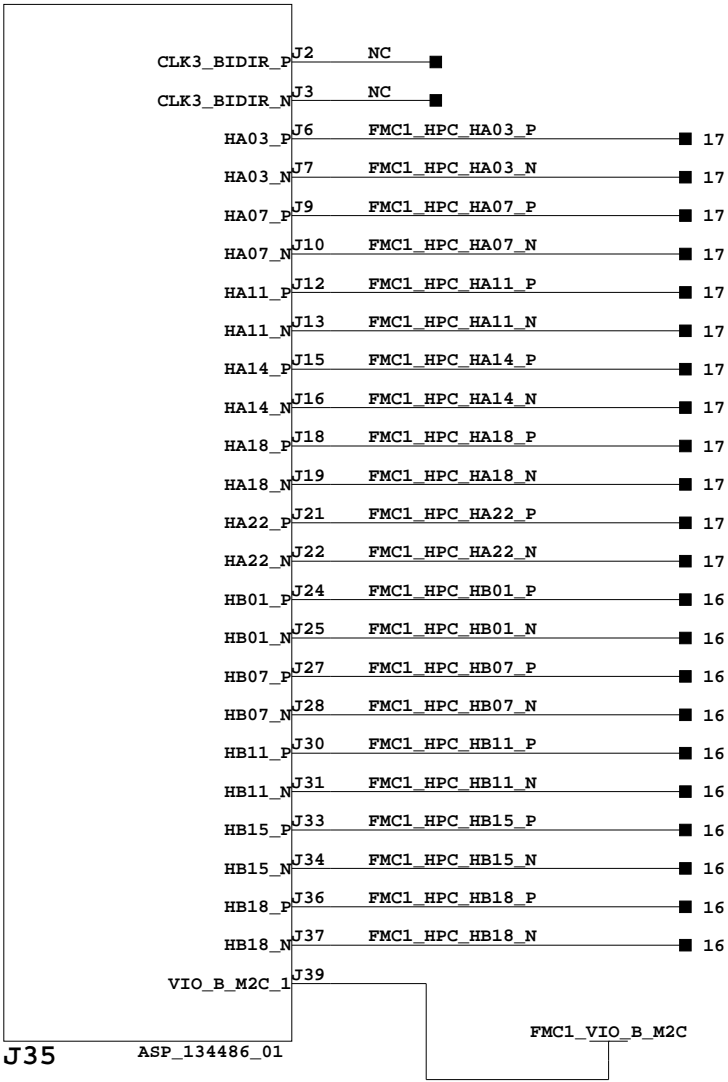 CLK3_BIDIR_P J2 NC
CLK3_BIDIR_N J3 NC
HA03_P J6 FMC1_HPC_HA03_P 17
HA03_N J7 FMC1_HPC_HA03_N 17
HA07_P J9 FMC1_HPC_HA07_P 17
HA07_N J10 FMC1_HPC_HA07_N 17
HA11_P J12 FMC1_HPC_HA11_P 17
HA11_N J13 FMC1_HPC_HA11_N 17
HA14_P J15 FMC1_HPC_HA14_P 17
HA14_N J16 FMC1_HPC_HA14_N 17
HA18_P J18 FMC1_HPC_HA18_P 17
HA18_N J19 FMC1_HPC_HA18_N 17
HA22_P J21 FMC1_HPC_HA22_P 17
HA22_N J22 FMC1_HPC_HA22_N 17
HB01_P J24 FMC1_HPC_HB01_P 16
HB01_N J25 FMC1_HPC_HB01_N 16
HB07_P J27 FMC1_HPC_HB07_P 16
HB07_N J28 FMC1_HPC_HB07_N 16
HB11_P J30 FMC1_HPC_HB11_P 16
HB11_N J31 FMC1_HPC_HB11_N 16
HB15_P J33 FMC1_HPC_HB15_P 16
HB15_N J34 FMC1_HPC_HB15_N 16
HB18_P J36 FMC1_HPC_HB18_P 16
HB18_N J37 FMC1_HPC_HB18_N 16
VIO_B_M2C_1 J39
FMC1_VIO_B_M2C
J35 ASP_134486_01